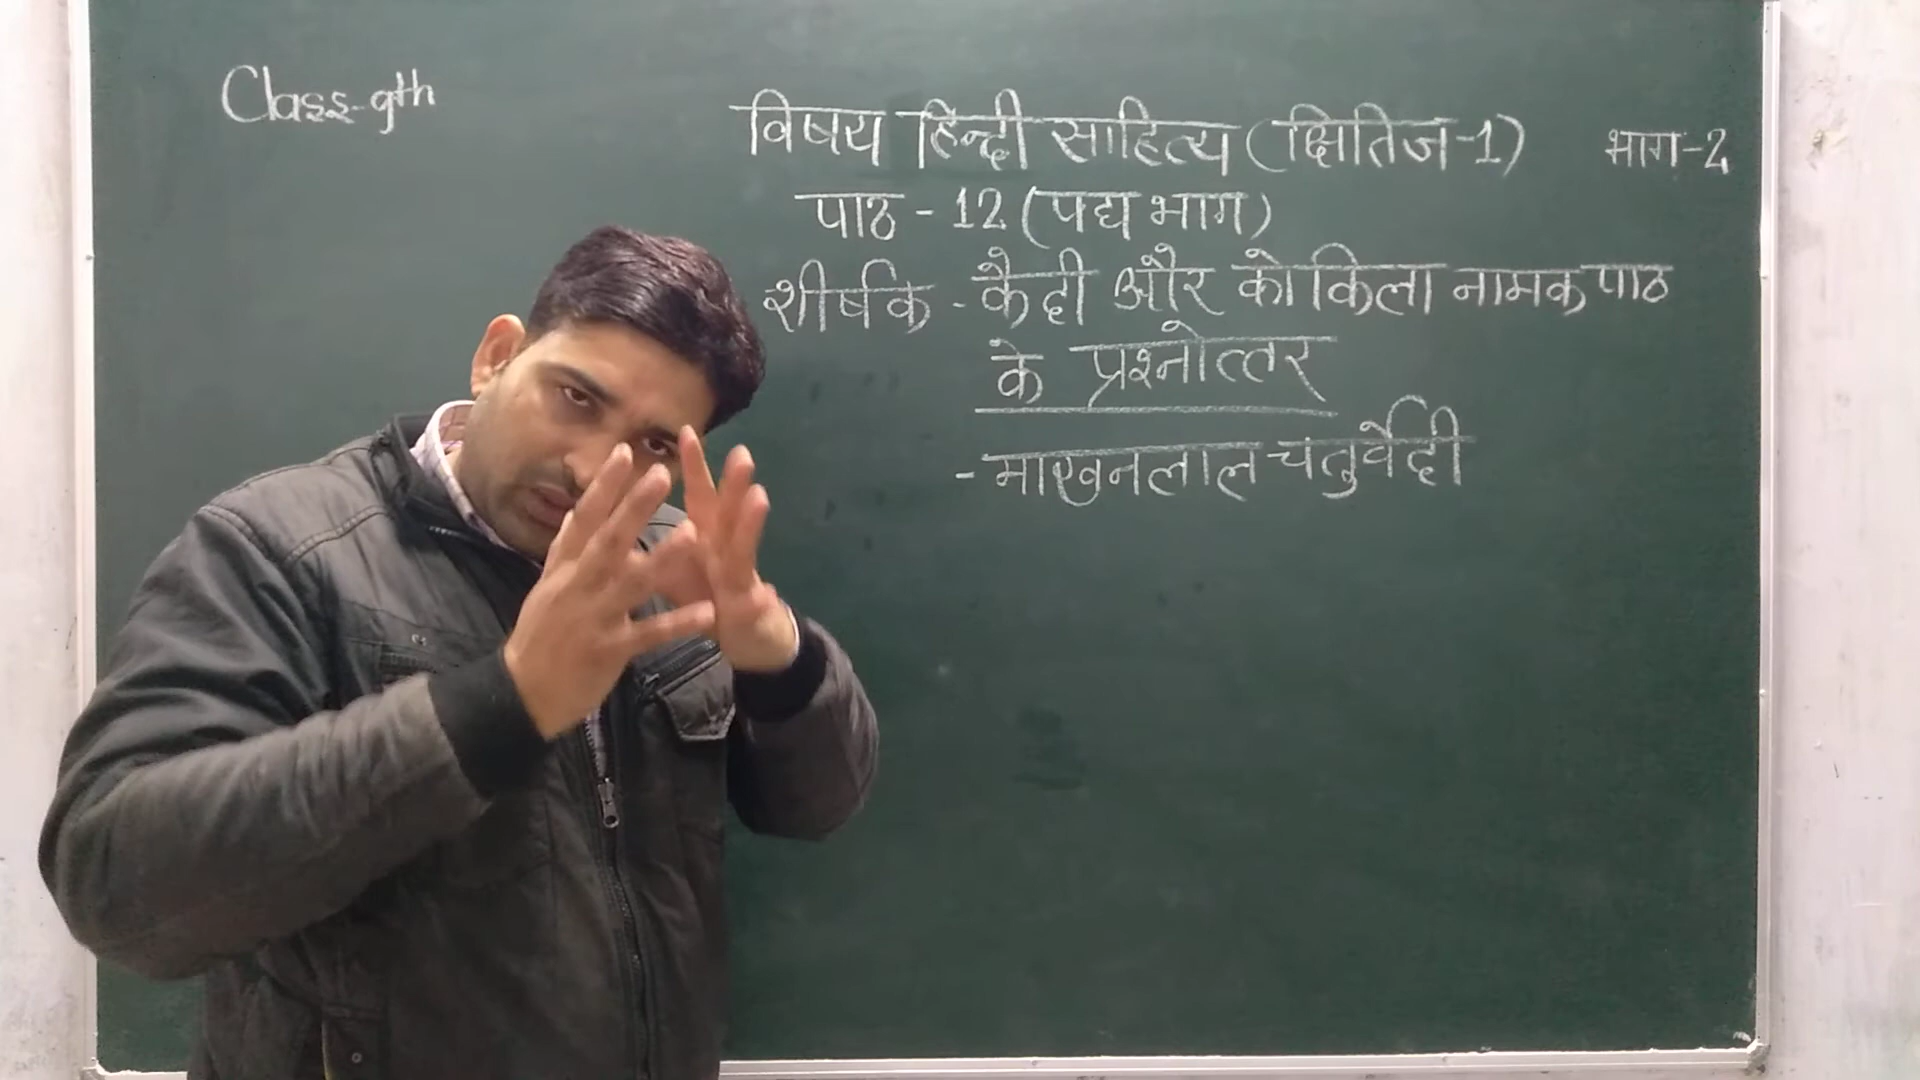 Class-9th
विषय हिन्दी साहित्य (क्षितिज-1) भाग-2
पाठ-12 (पद्य भाग)
शीर्षक-कैदी और कोकिला नामक पाठ
के प्रश्नोत्तर
-माखनलाल चतुर्वेदी